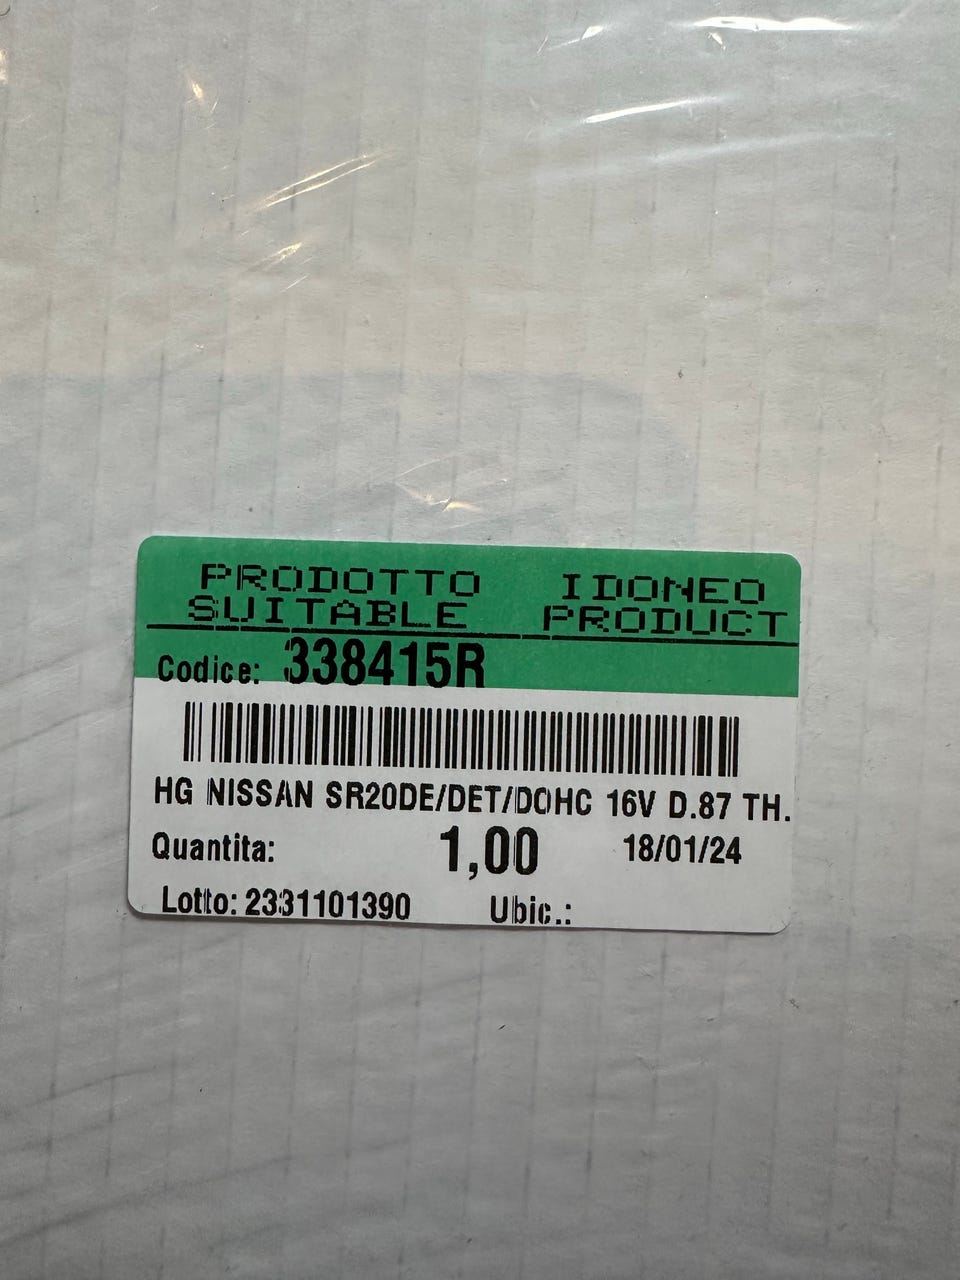 PRODOTTO IDONEO
SUITABLE PRODUCT
Codice: 338415R
HG NISSAN SR20DE/DET/DOHC 16V D.87 TH.
Quantita: 1,00 18/01/24
Lotto: 2331101390 Ubic.: